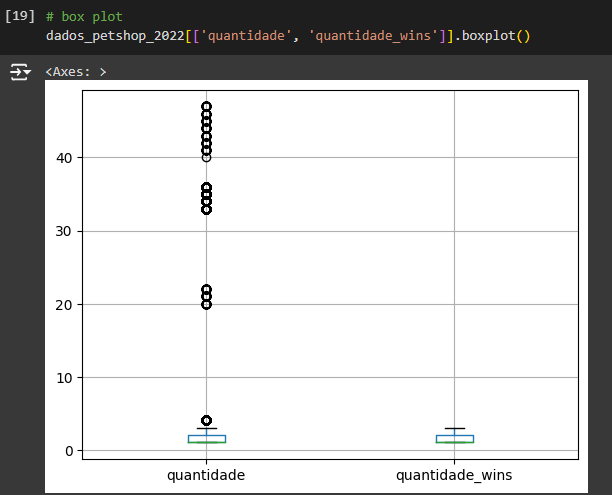 [19] # box plot
dados_petshop_2022[['quantidade', 'quantidade_wins']].boxplot()
<Axes: >
40
30
20
10
0
quantidade quantidade_wins